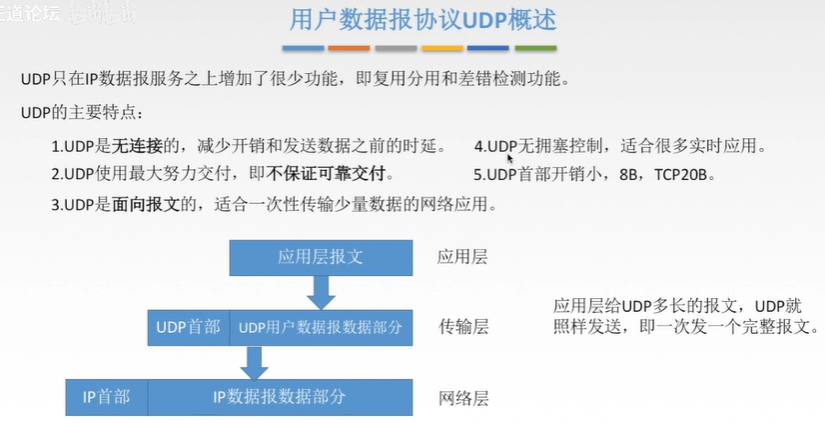 王道论坛
用户数据报协议UDP概述
UDP只在IP数据报服务之上增加了很少功能，即复用分用和差错检测功能。
UDP的主要特点：
1.UDP是无连接的，减少开销和发送数据之前的时延。
2.UDP使用最大努力交付，即不保证可靠交付。
3.UDP是面向报文的，适合一次性传输少量数据的网络应用。
4.UDP无拥塞控制，适合很多实时应用。
5.UDP首部开销小，8B，TCP20B。
应用层报文 应用层
UDP首部 UDP用户数据报数据部分 传输层
IP首部 IP数据报数据部分 网络层
应用层给UDP多长的报文，UDP就
照样发送，即一次发一个完整报文。